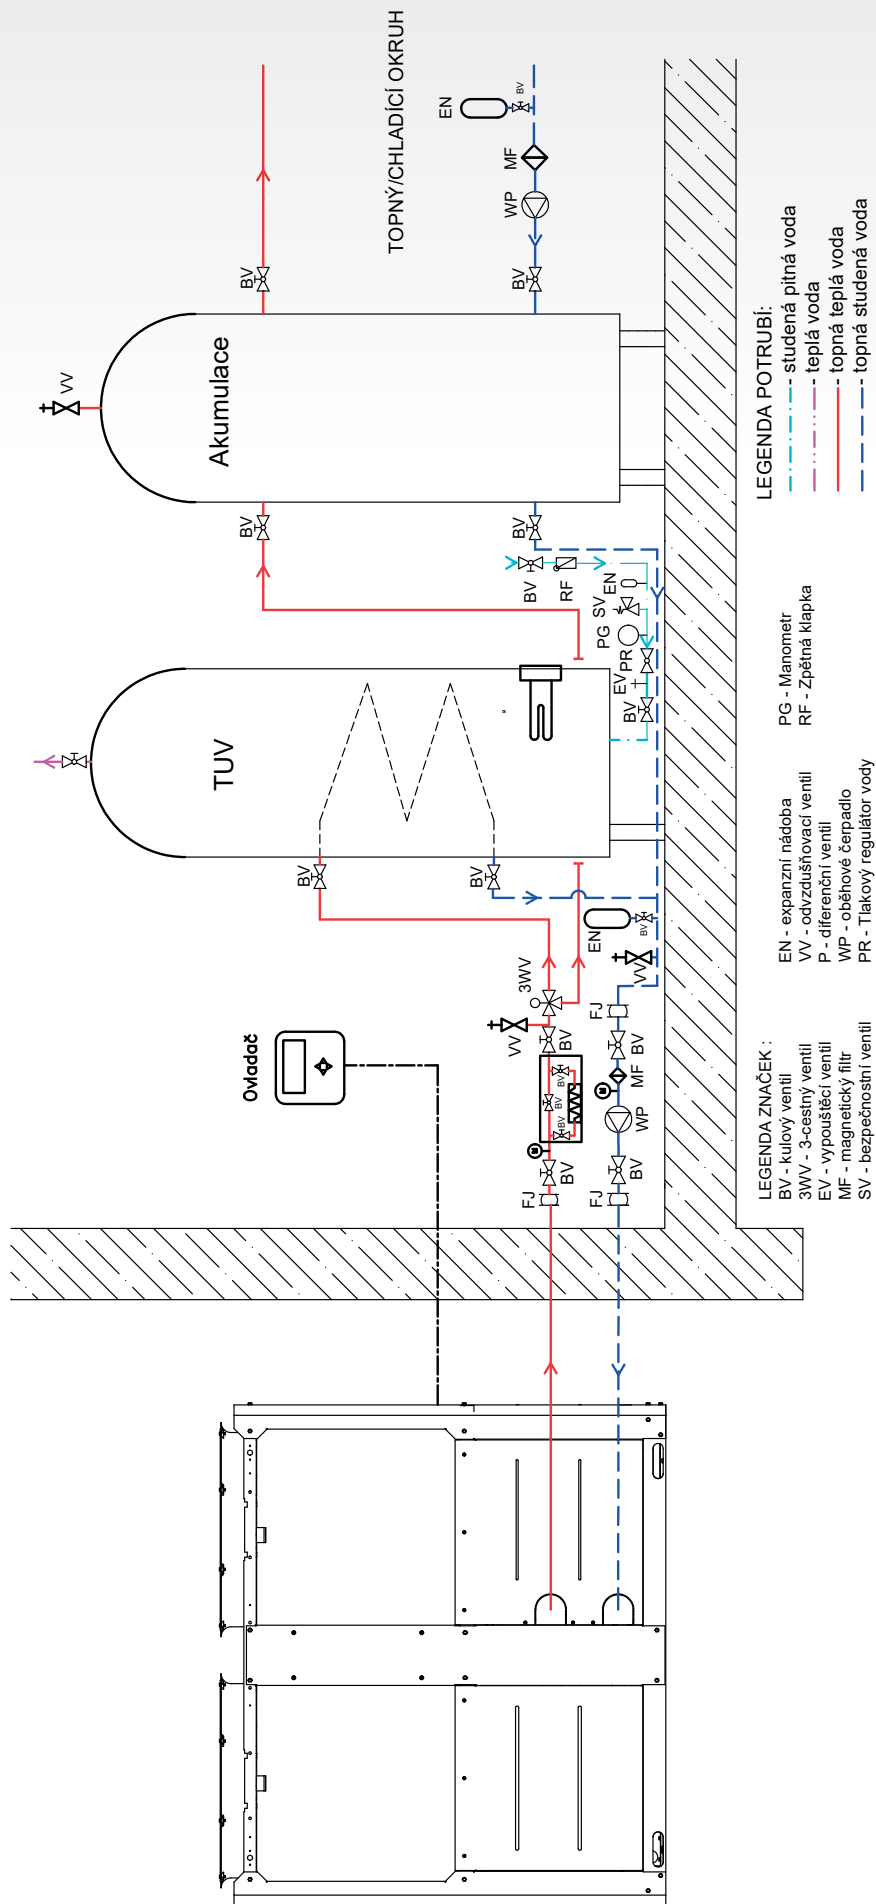 Ovladač
FJ
BV
BV
BV
BV
BV
VV
3WV
BV
BV
TUV
FJ
BV
WP
MF
BV
FJ
VV
EN
BV
BV
EV
PR
PG
SV
EN
BV
RF
BV
BV
Akumulace
VV
BV
BV
WP
MF
EN
BV
TOPNÝ/CHLADÍCÍ OKRUH
LEGENDA ZNAČEK :
BV - kulový ventil
3WV - 3-cestný ventil
EV - vypouštěcí ventil
MF - magnetický filtr
SV - bezpečnostní ventil
EN - expanzní nádoba
VV - odvzdušňovací ventil
P - diferenční ventil
WP - oběhové čerpadlo
PR - Tlakový regulátor vody
PG - Manometr
RF - Zpětná klapka
LEGENDA POTRUBÍ:
- studená pitná voda
- teplá voda
- topná teplá voda
- topná studená voda